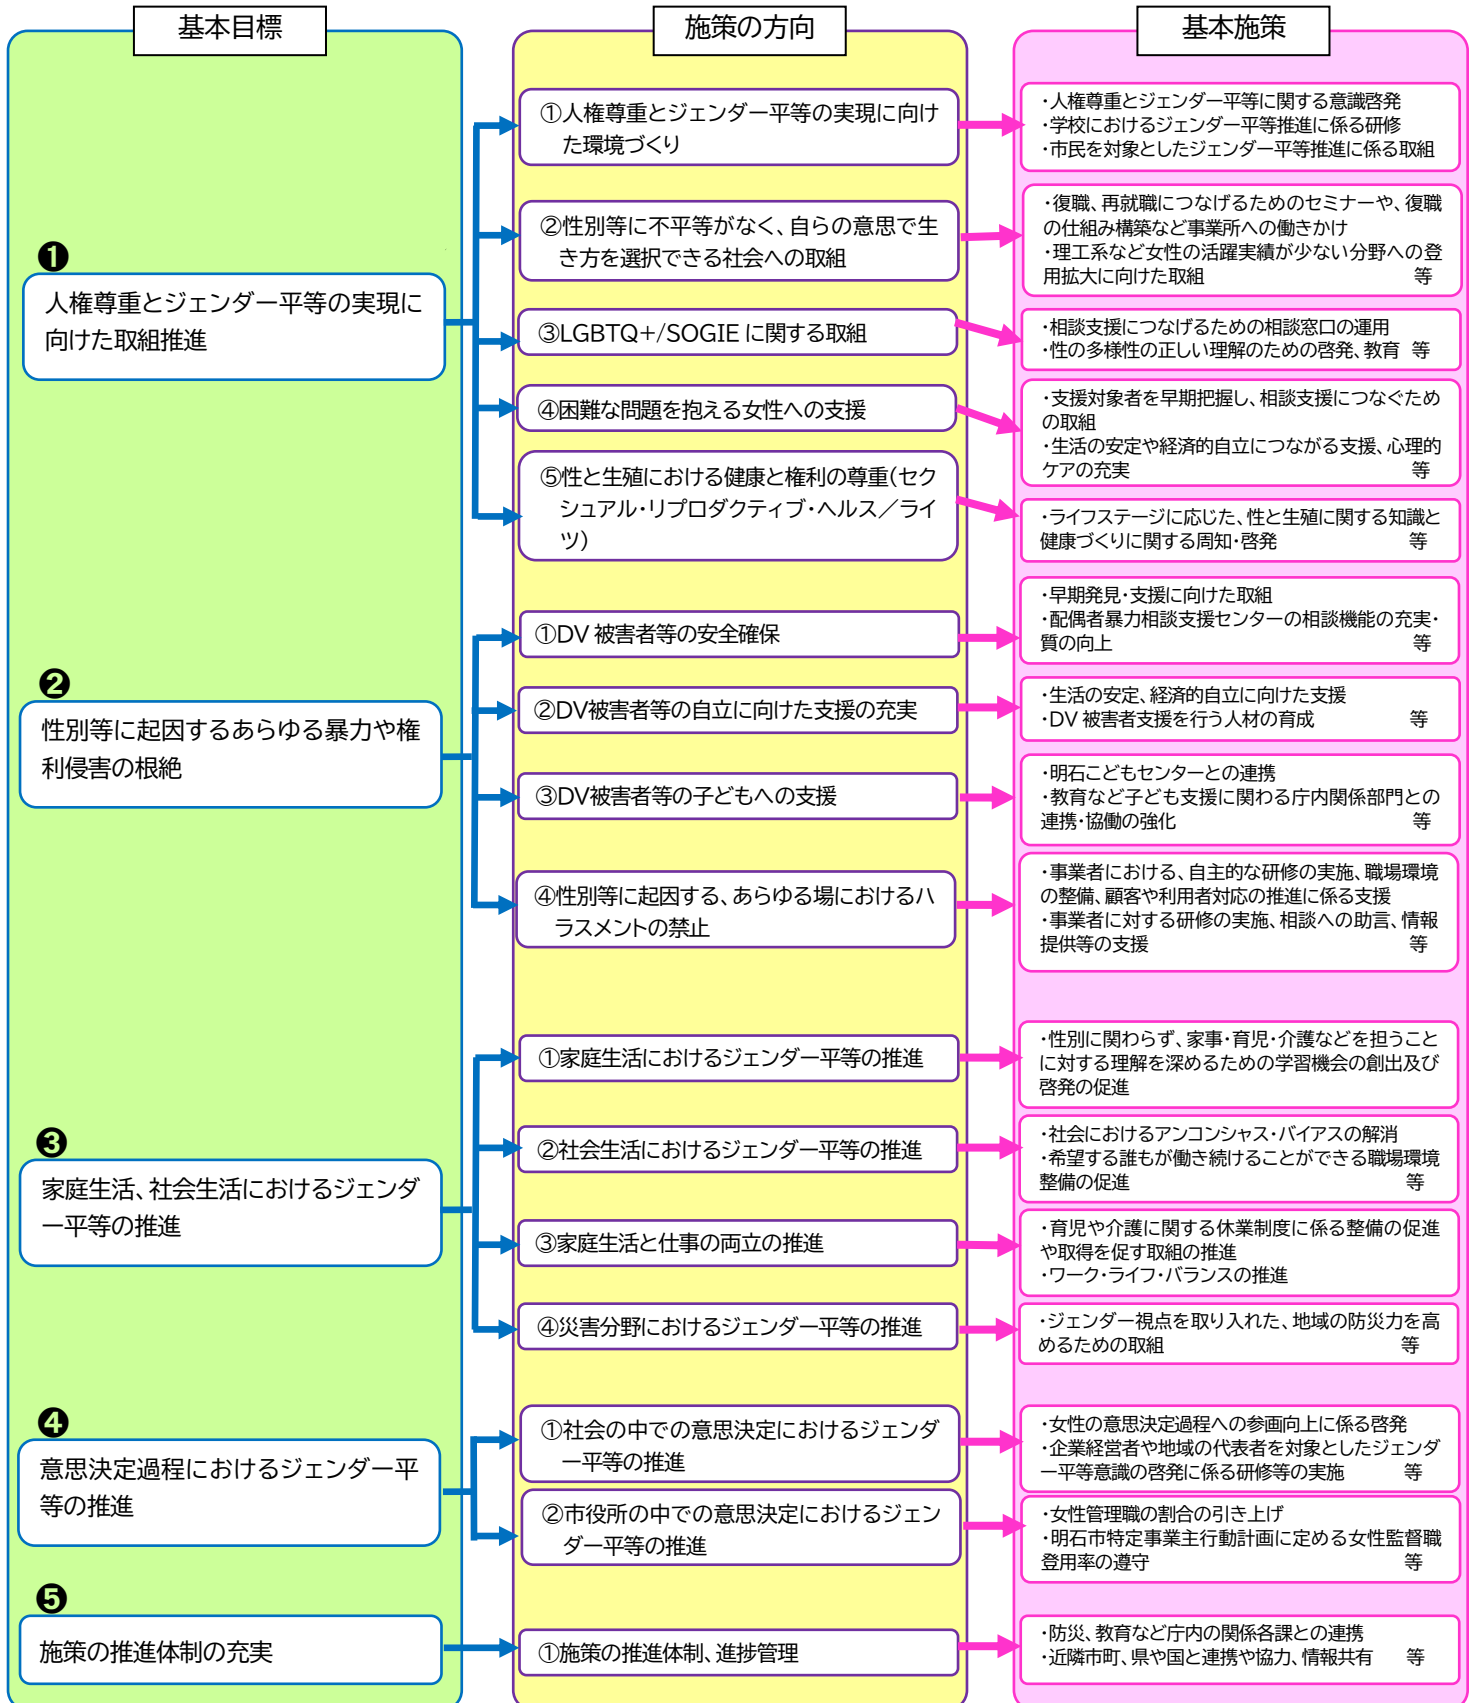 基本目標
施策の方向
基本施策
❶
人権尊重とジェンダー平等の実現に
向けた取組推進
①人権尊重とジェンダー平等の実現に向け
た環境づくり
・人権尊重とジェンダー平等に関する意識啓発
・学校におけるジェンダー平等推進に係る研修
・市民を対象としたジェンダー平等推進に係る取組
②性別等に不平等がなく、自らの意思で生
き方を選択できる社会への取組
・復職、再就職につなげるためのセミナーや、復職
の仕組み構築など事業所への働きかけ
・理工系など女性の活躍実績が少ない分野への登
用拡大に向けた取組 等
③LGBTQ+/SOGIE に関する取組
・相談支援につなげるための相談窓口の運用
・性の多様性の正しい理解のための啓発、教育 等
④困難な問題を抱える女性への支援
・支援対象者を早期把握し、相談支援につなぐため
の取組
・生活の安定や経済的自立につながる支援、心理的
ケアの充実 等
⑤性と生殖における健康と権利の尊重(セク
シュアル・リプロダクティブ・ヘルス/ライ
ツ)
・ライフステージに応じた、性と生殖に関する知識と
健康づくりに関する周知・啓発 等
❷
性別等に起因するあらゆる暴力や権
利侵害の根絶
①DV 被害者等の安全確保
・早期発見・支援に向けた取組
・配偶者暴力相談支援センターの相談機能の充実・
質の向上 等
②DV被害者等の自立に向けた支援の充実
・生活の安定、経済的自立に向けた支援
・DV 被害者支援を行う人材の育成 等
③DV被害者等の子どもへの支援
・明石こどもセンターとの連携
・教育など子ども支援に関わる庁内関係部門との
連携・協働の強化 等
④性別等に起因する、あらゆる場におけるハ
ラスメントの禁止
・事業者における、自主的な研修の実施、職場環境
の整備、顧客や利用者対応の推進に係る支援
・事業者に対する研修の実施、相談への助言、情報
提供等の支援 等
❸
家庭生活、社会生活におけるジェンダ
ー平等の推進
①家庭生活におけるジェンダー平等の推進
・性別に関わらず、家事・育児・介護などを担うこと
に対する理解を深めるための学習機会の創出及び
啓発の促進
②社会生活におけるジェンダー平等の推進
・社会におけるアンコンシャス・バイアスの解消
・希望する誰もが働き続けることができる職場環境
整備の促進 等
③家庭生活と仕事の両立の推進
・育児や介護に関する休業制度に係る整備の促進
や取得を促す取組の推進
・ワーク・ライフ・バランスの推進
④災害分野におけるジェンダー平等の推進
・ジェンダー視点を取り入れた、地域の防災力を高
めるための取組 等
❹
意思決定過程におけるジェンダー平
等の推進
①社会の中での意思決定におけるジェンダ
ー平等の推進
・女性の意思決定過程への参画向上に係る啓発
・企業経営者や地域の代表者を対象としたジェンダ
ー平等意識の啓発に係る研修等の実施 等
②市役所の中での意思決定におけるジェン
ダー平等の推進
・女性管理職の割合の引き上げ
・明石市特定事業主行動計画に定める女性監督職
登用率の遵守 等
❺
施策の推進体制の充実
①施策の推進体制、進捗管理
・防災、教育など庁内の関係各課との連携
・近隣市町、県や国と連携や協力、情報共有 等